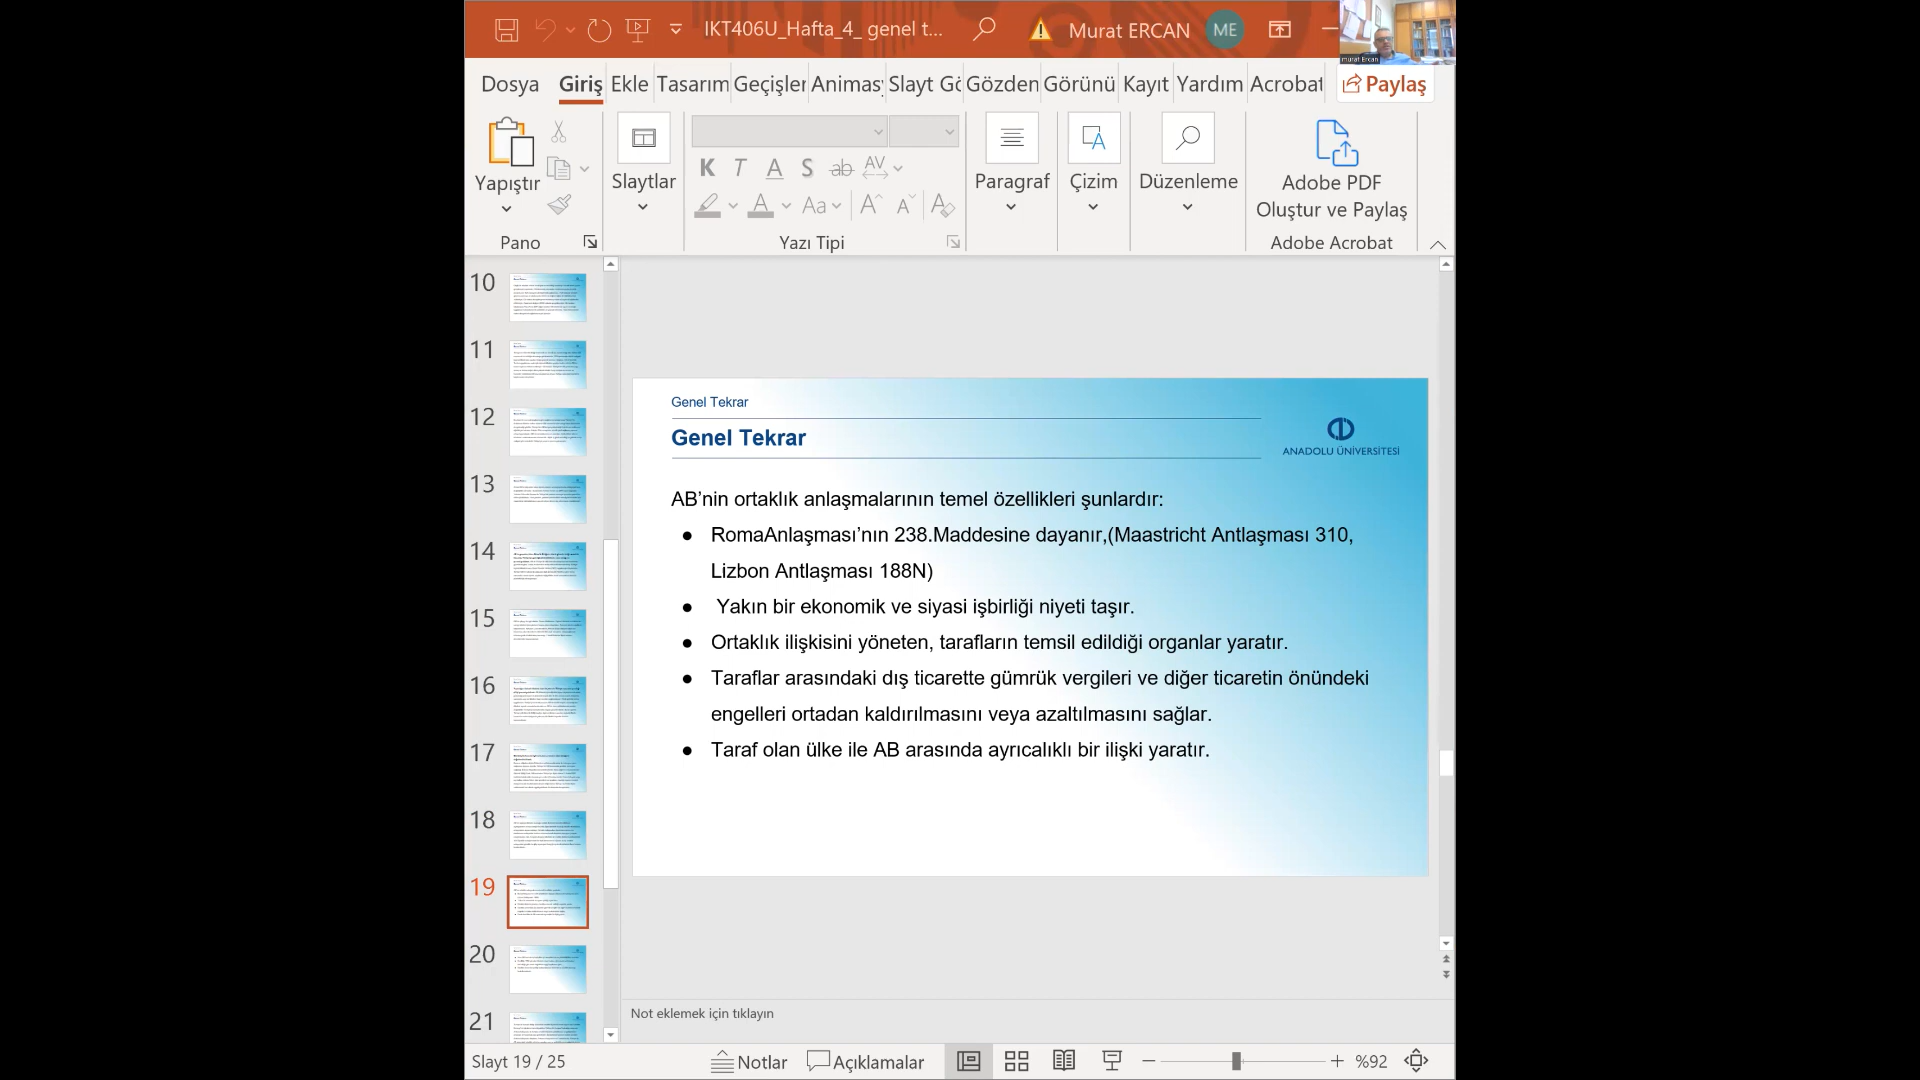 IKT406U_Hafta_4_ genel t...
Murat ERCAN
ME
murat Ercan
Dosya
Giriş
Ekle
Tasarım
Geçişler
Animas
Slayt Gö
Gözden
Görünü
Kayıt
Yardım
Acrobat
Paylaş
Yapıştır
Slaytlar
K T A S ab AV
A Aa A A A
Paragraf
Çizim
Düzenleme
Adobe PDF
Oluştur ve Paylaş
Pano
Yazı Tipi
Adobe Acrobat
10
11
12
13
14
15
16
17
18
19
20
21
Genel Tekrar
Genel Tekrar
ANADOLU ÜNİVERSİTESİ
AB'nin ortaklık anlaşmalarının temel özellikleri şunlardır:
● RomaAnlaşması'nın 238.Maddesine dayanır,(Maastricht Antlaşması 310,
Lizbon Antlaşması 188N)
● Yakın bir ekonomik ve siyasi işbirliği niyeti taşır.
● Ortaklık ilişkisini yöneten, tarafların temsil edildiği organlar yaratır.
● Taraflar arasındaki dış ticarette gümrük vergileri ve diğer ticaretin önündeki
engelleri ortadan kaldırılmasını veya azaltılmasını sağlar.
● Taraf olan ülke ile AB arasında ayrıcalıklı bir ilişki yaratır.
Not eklemek için tıklayın
Slayt 19 / 25
Notlar
Açıklamalar
%92